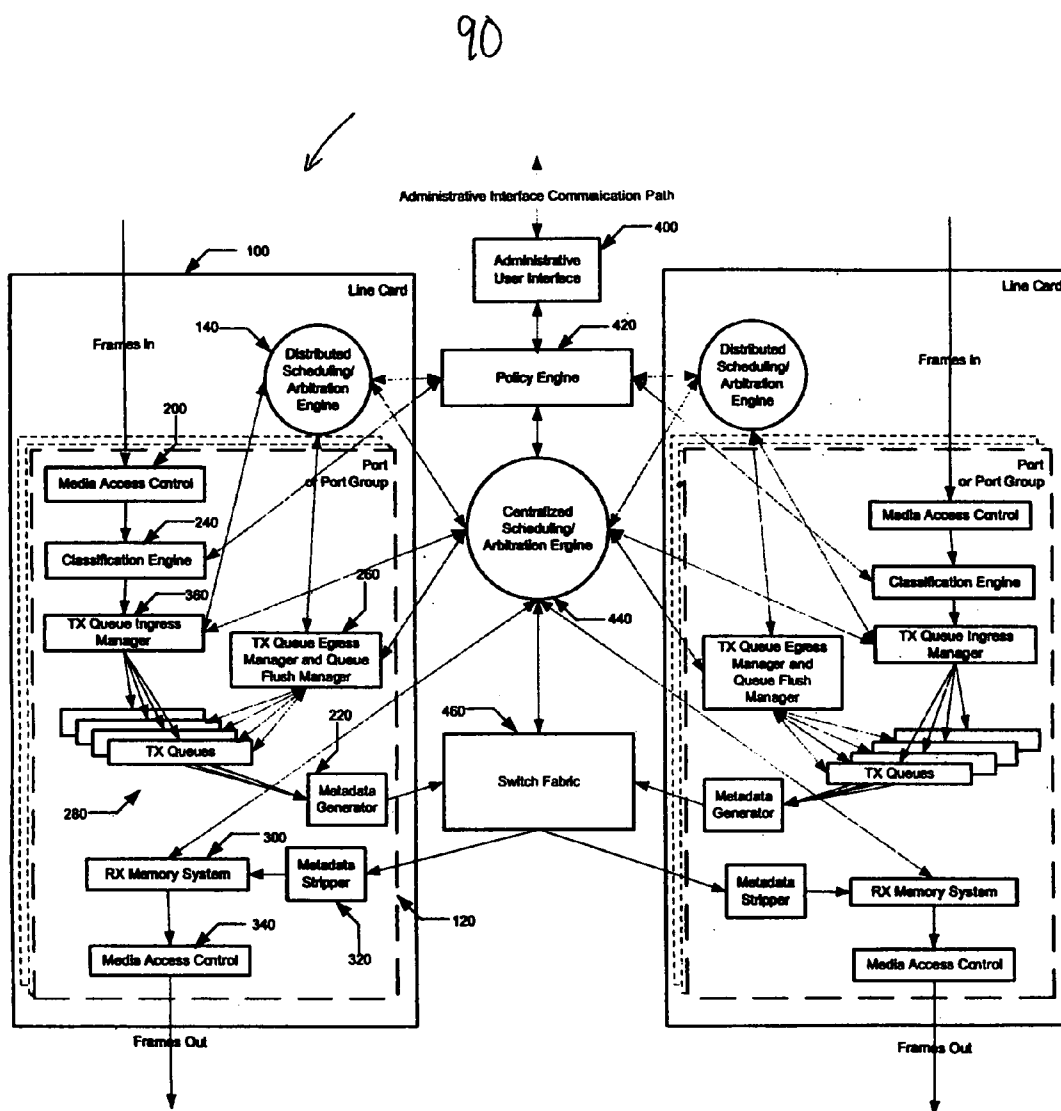 90
Administrative Interface Commuication Path
400
Administrative
User Interface
100
Line Card
Line Card
140
Frames In
Distributed
Scheduling/
Arbitration
Engine
420
Policy Engine
Distributed
Scheduling/
Arbitration
Engine
Frames In
200
Port
or Port Group
Media Access Control
Port
or Port Group
Media Access Control
240
Classification Engine
Centralized
Scheduling/
Arbitration Engine
Classification Engine
360
260
TX Queue Ingress
Manager
TX Queue Egress
Manager and Queue
Flush Manager
440
TX Queue Egress
Manager and
Queue Flush
Manager
TX Queue Ingress
Manager
220
460
TX Queues
TX Queues
280
Metadata
Generator
Switch Fabric
Metadata
Generator
300
RX Memory System
Metadata
Stripper
Metadata
Stripper
RX Memory System
120
340
320
Media Access Control
Media Access Control
Frames Out
Frames Out